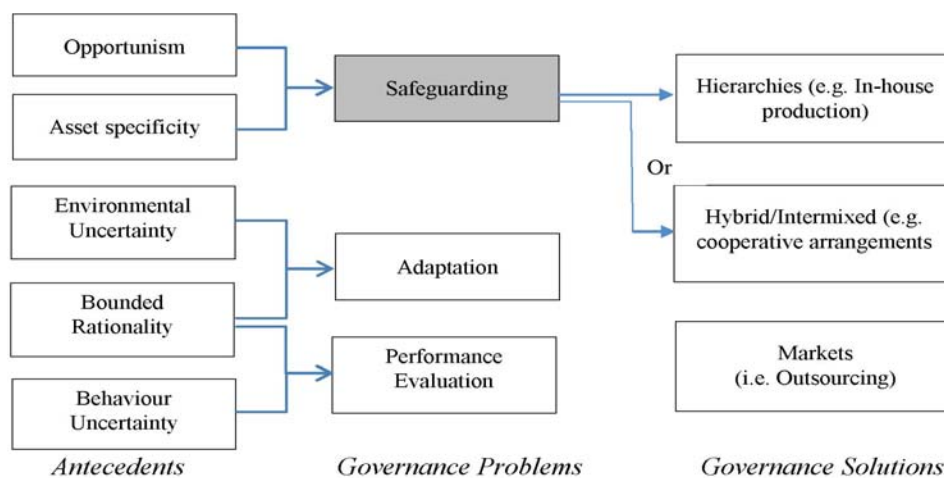 Opportunism
Asset specificity
Environmental
Uncertainty
Bounded
Rationality
Behaviour
Uncertainty
Antecedents
Safeguarding
Adaptation
Performance
Evaluation
Governance Problems
Hierarchies (e.g. In-house
production)
Or
Hybrid/Intermixed (e.g.
cooperative arrangements
Markets
(i.e. Outsourcing)
Governance Solutions